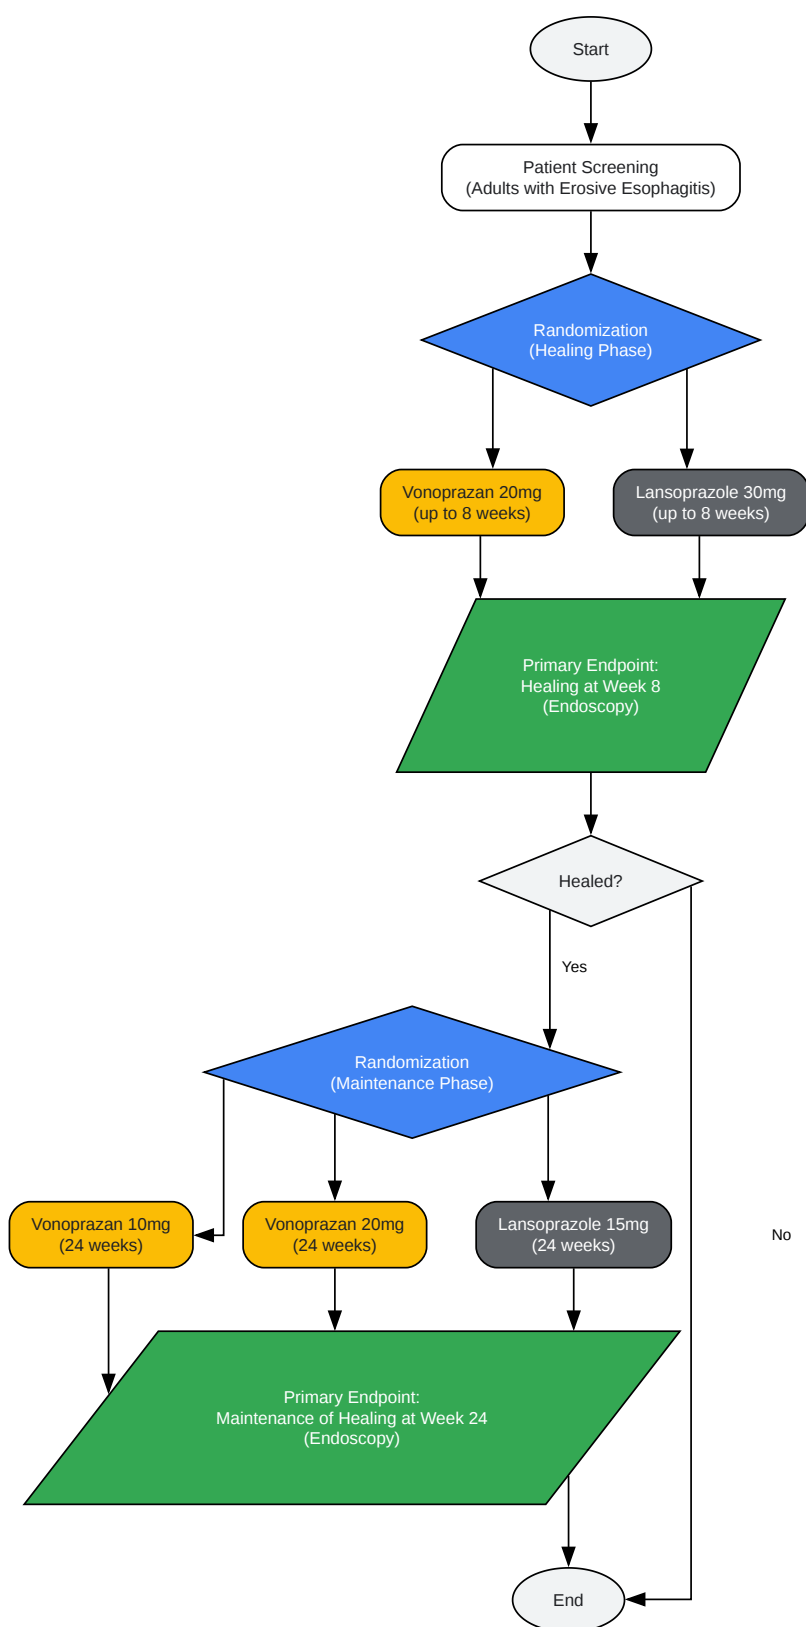 Start
Patient Screening
(Adults with Erosive Esophagitis)
Randomization
(Healing Phase)
Vonoprazan 20mg
(up to 8 weeks)
Lansoprazole 30mg
(up to 8 weeks)
Primary Endpoint:
Healing at Week 8
(Endoscopy)
Healed?
Yes
Randomization
(Maintenance Phase)
Vonoprazan 10mg
(24 weeks)
Vonoprazan 20mg
(24 weeks)
Lansoprazole 15mg
(24 weeks)
No
Primary Endpoint:
Maintenance of Healing at Week 24
(Endoscopy)
End